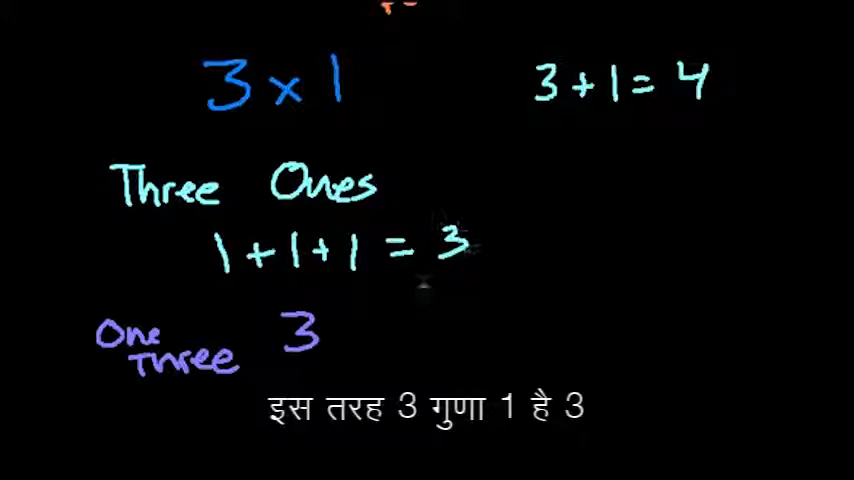 3 x 1
3 + 1 = 4
Three Ones
1 + 1 + 1 = 3
One Three 3
इस तरह 3 गुणा 1 है 3